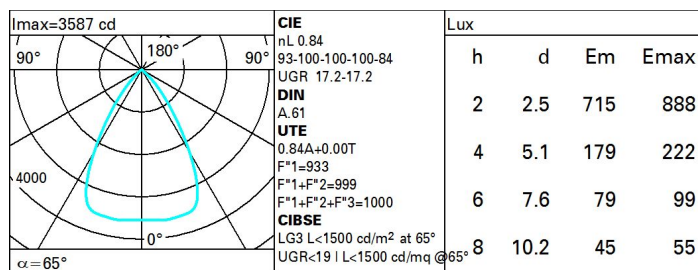 Imax=3587 cd
90° 180° 90°
4000
0°
α=65°
CIE
nL 0.84
93-100-100-100-84
UGR 17.2-17.2
DIN
A.61
UTE
0.84A+0.00T
F"1=933
F"1+F"2=999
F"1+F"2+F"3=1000
CIBSE
LG3 L<1500 cd/m² at 65°
UGR<19 | L<1500 cd/mq @65°
Lux
h d Em Emax
2 2.5 715 888
4 5.1 179 222
6 7.6 79 99
8 10.2 45 55